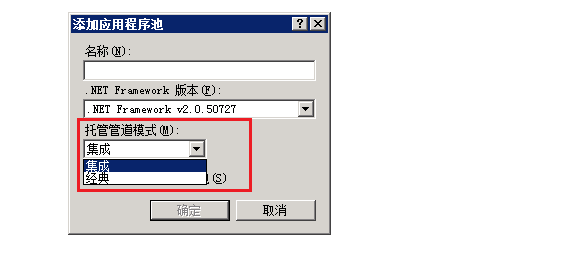 添加应用程序池
名称(N):
.NET Framework 版本(F):
.NET Framework v2.0.50727
托管管道模式(M):
集成
集成
经典
(S)
确定
取消